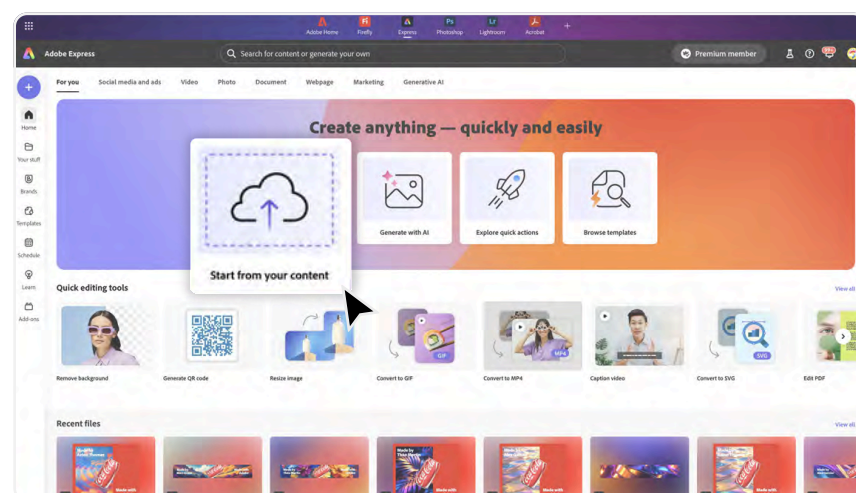 Adobe Home Firefly Express Photoshop Lightroom Acrobat
Adobe Express
Search for content or generate your own
Premium member
99+
For you Social media and ads Video Photo Document Webpage Marketing Generative AI
Home
Your stuff
Brands
Templates
Schedule
Learn
Add-ons
Create anything — quickly and easily
Start from your content
Generate with AI
Explore quick actions
Browse templates
Quick editing tools
View all
GIF
MP4
SVG
Remove background
Generate QR code
Resize image
Convert to GIF
Convert to MP4
Caption video
Convert to SVG
Edit PDF
Recent files
View all